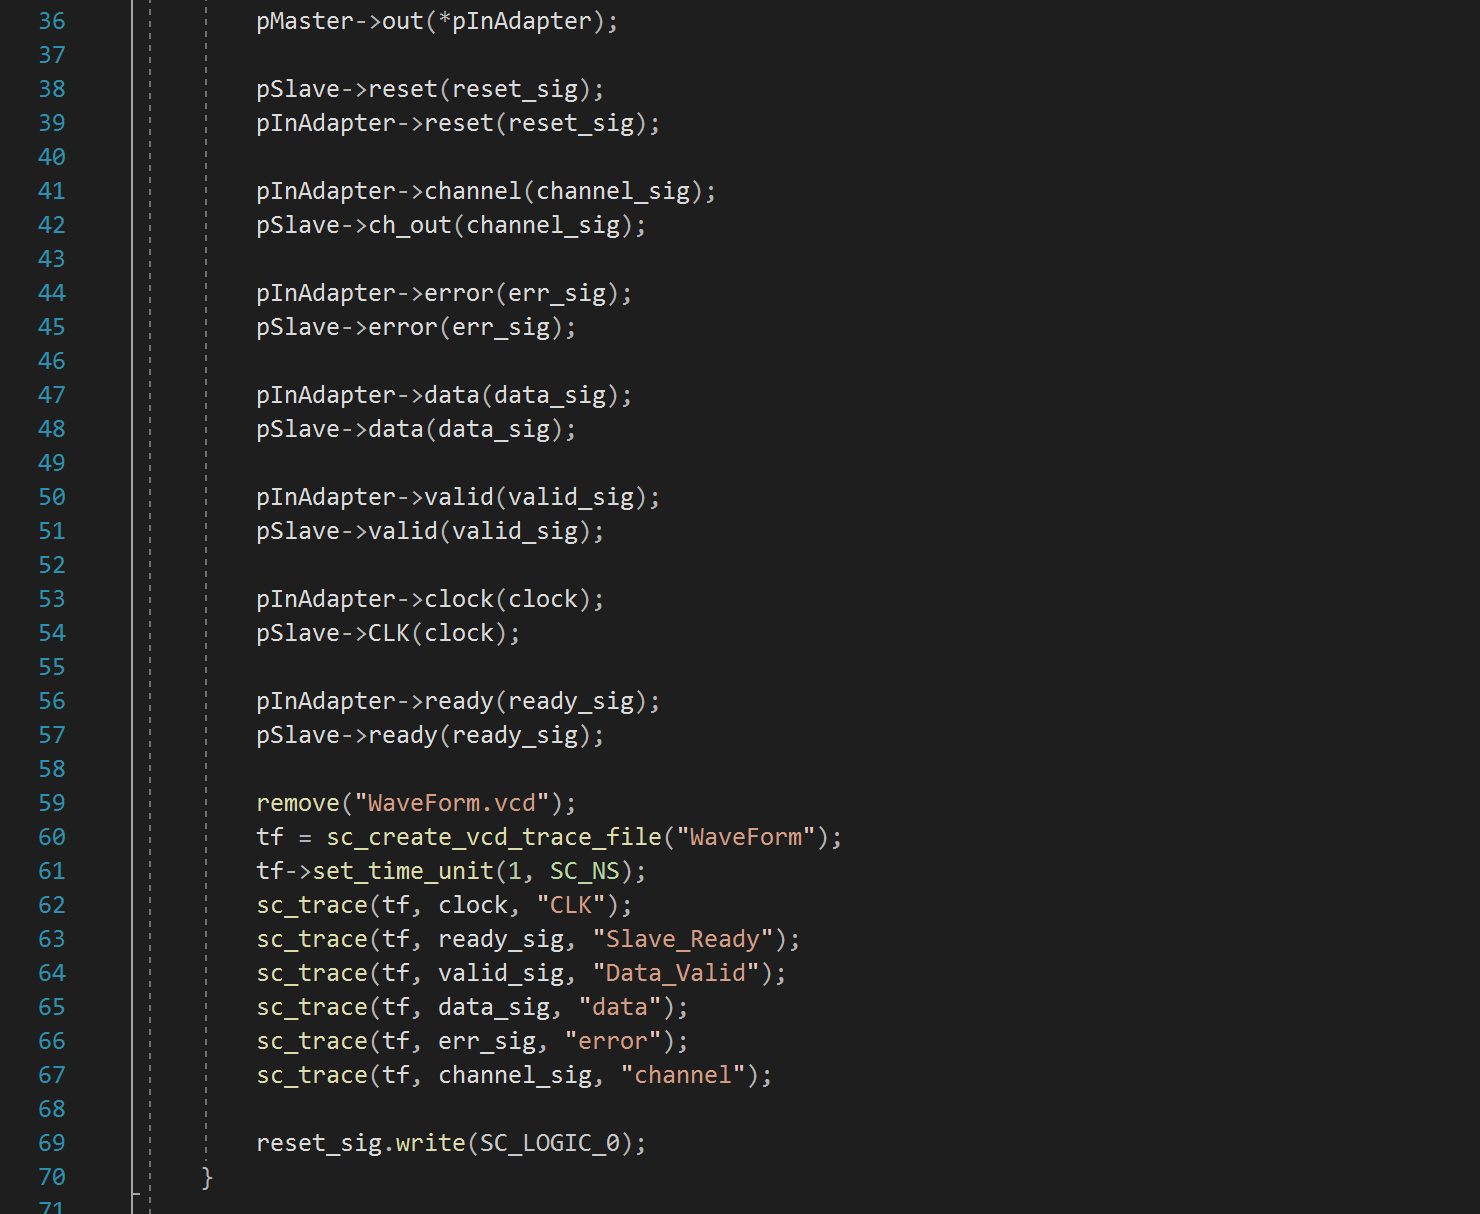 36 pMaster->out(*pInAdapter);
37
38 pSlave->reset(reset_sig);
39 pInAdapter->reset(reset_sig);
40
41 pInAdapter->channel(channel_sig);
42 pSlave->ch_out(channel_sig);
43
44 pInAdapter->error(err_sig);
45 pSlave->error(err_sig);
46
47 pInAdapter->data(data_sig);
48 pSlave->data(data_sig);
49
50 pInAdapter->valid(valid_sig);
51 pSlave->valid(valid_sig);
52
53 pInAdapter->clock(clock);
54 pSlave->CLK(clock);
55
56 pInAdapter->ready(ready_sig);
57 pSlave->ready(ready_sig);
58
59 remove("WaveForm.vcd");
60 tf = sc_create_vcd_trace_file("WaveForm");
61 tf->set_time_unit(1, SC_NS);
62 sc_trace(tf, clock, "CLK");
63 sc_trace(tf, ready_sig, "Slave_Ready");
64 sc_trace(tf, valid_sig, "Data_Valid");
65 sc_trace(tf, data_sig, "data");
66 sc_trace(tf, err_sig, "error");
67 sc_trace(tf, channel_sig, "channel");
68
69 reset_sig.write(SC_LOGIC_0);
70 }
71